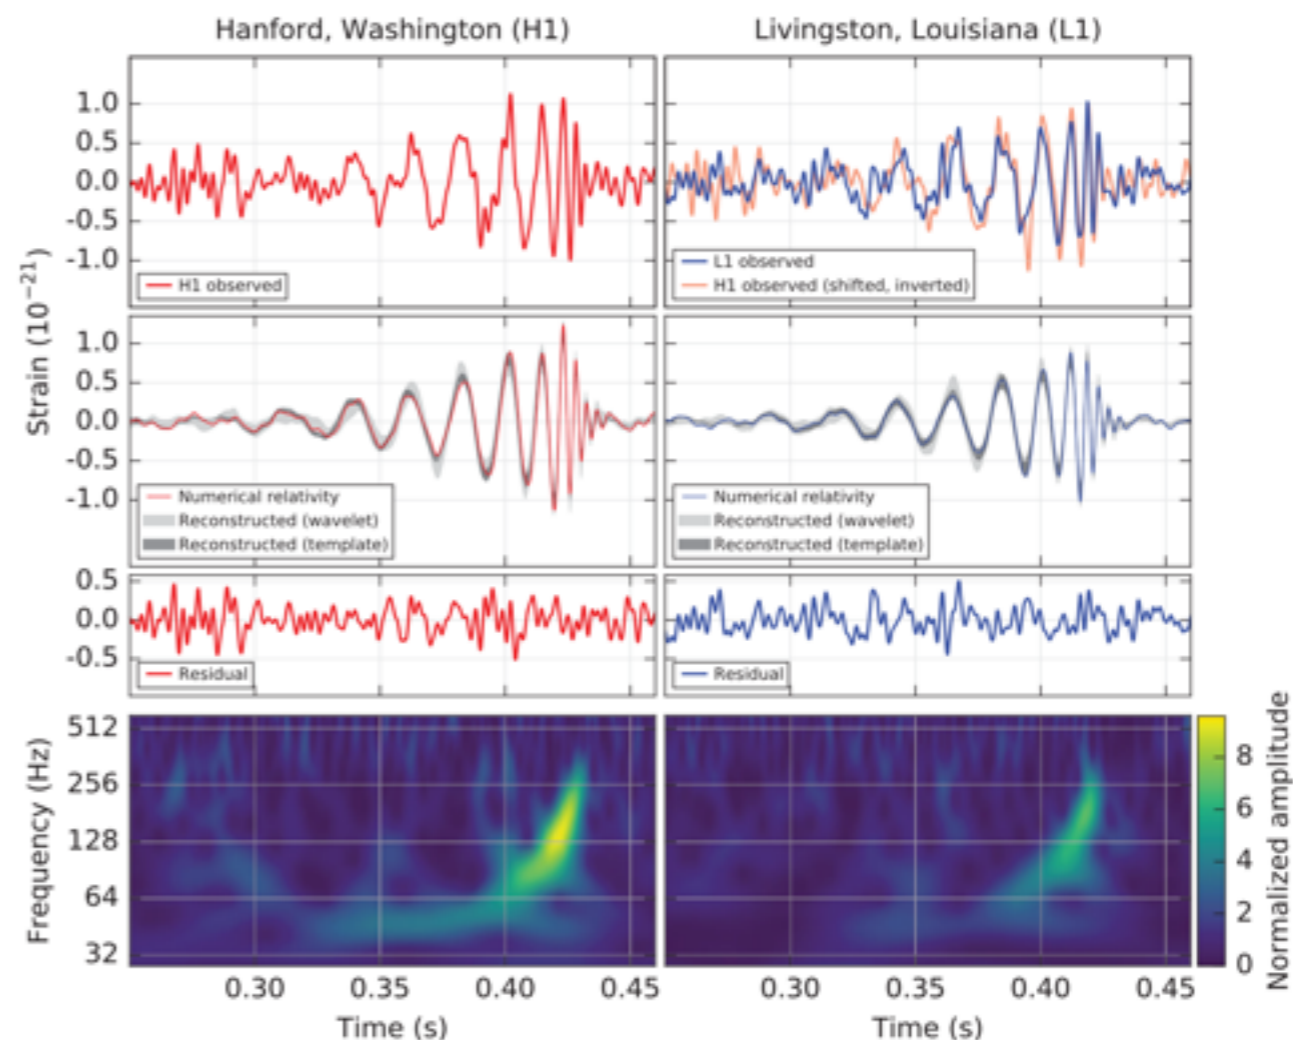 Hanford, Washington (H1)
Livingston, Louisiana (L1)
Strain (10⁻²¹)
1.0
0.5
0.0
-0.5
-1.0
H1 observed
L1 observed
H1 observed (shifted, inverted)
1.0
0.5
0.0
-0.5
-1.0
Numerical relativity
Reconstructed (wavelet)
Reconstructed (template)
Numerical relativity
Reconstructed (wavelet)
Reconstructed (template)
0.5
0.0
-0.5
Residual
Residual
Frequency (Hz)
512
256
128
64
32
Normalized amplitude
8
6
4
2
0
0.30 0.35 0.40 0.45
0.30 0.35 0.40 0.45
Time (s)
Time (s)